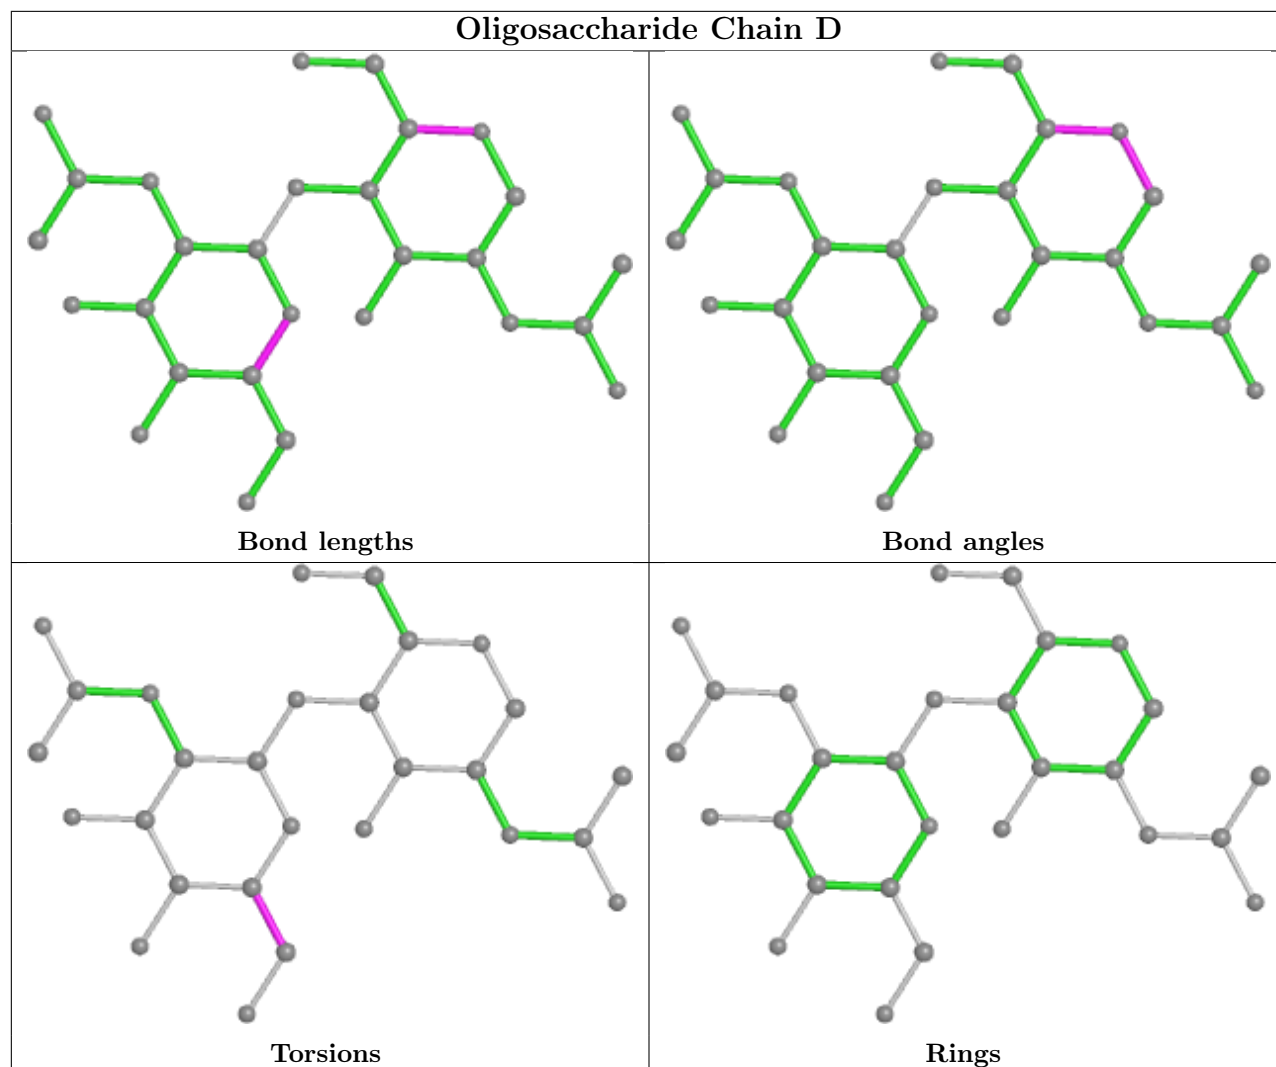 Oligosaccharide Chain D
Bond lengths
Bond angles
Torsions
Rings